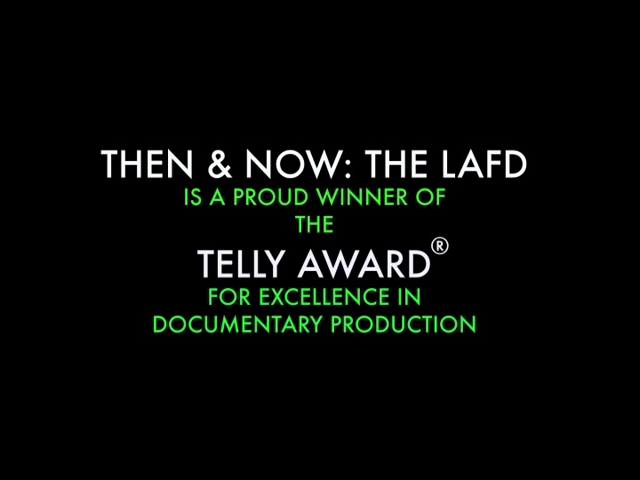 THEN & NOW: THE LAFD
IS A PROUD WINNER OF
THE
TELLY AWARD®
FOR EXCELLENCE IN
DOCUMENTARY PRODUCTION